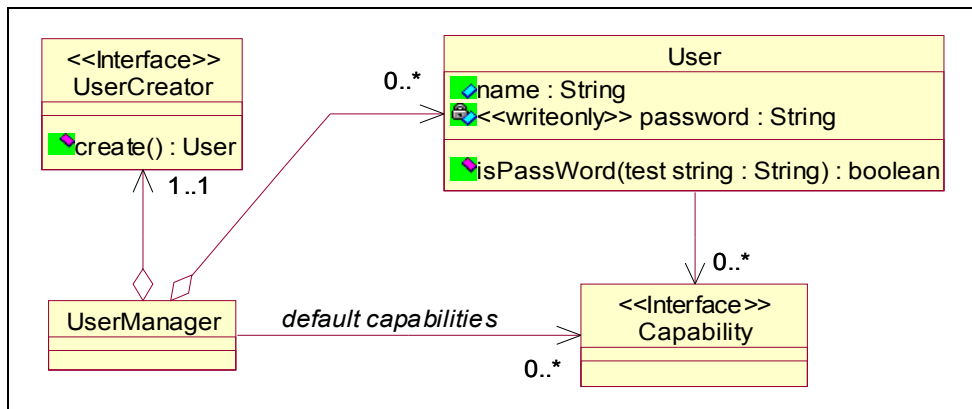 <<Interface>>
UserCreator
create() : User
1..1
0..*
User
name : String
<<writeonly>> password : String
isPassWord(test string : String) : boolean
0..*
UserManager
default capabilities
0..*
<<Interface>>
Capability